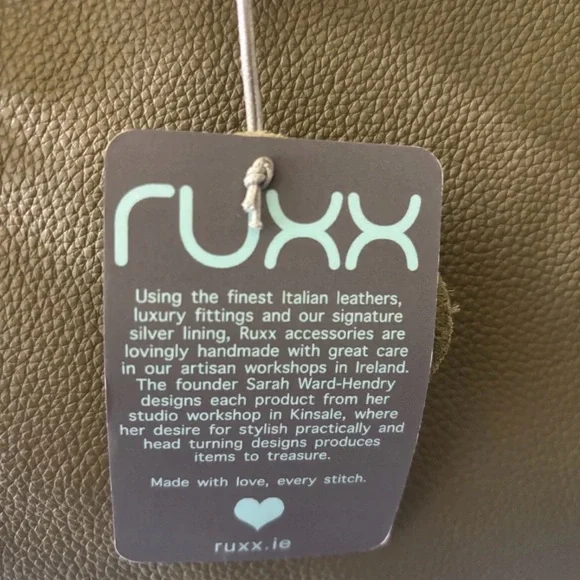 ruxx
Using the finest Italian leathers,
luxury fittings and our signature
silver lining, Ruxx accessories are
lovingly handmade with great care
in our artisan workshops in Ireland.
The founder Sarah Ward-Hendry
designs each product from her
studio workshop in Kinsale, where
her desire for stylish practically and
head turning designs produces
items to treasure.
Made with love, every stitch.
ruxx.ie